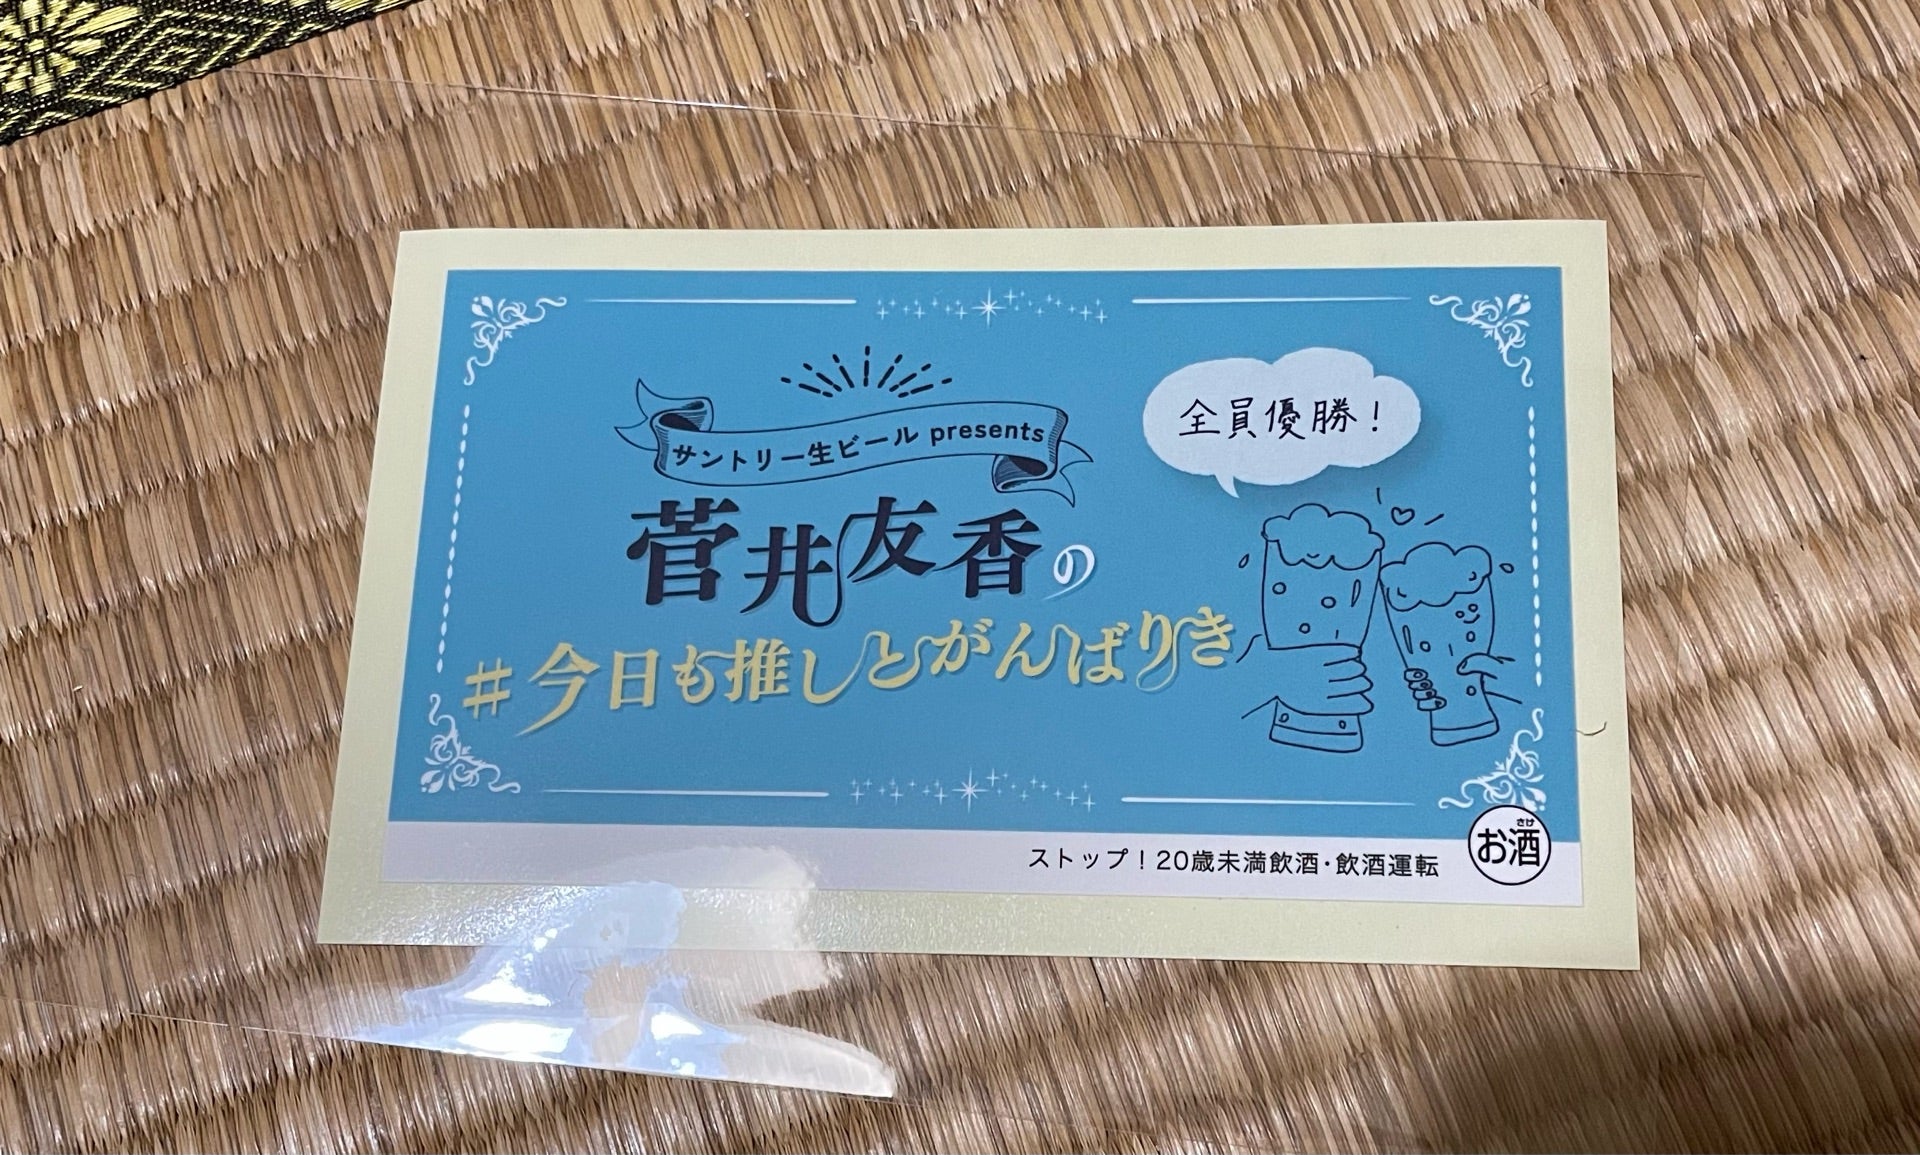 サントリー生ビール presents
全員優勝！
菅井友香の
#今日も推しとがんばりき
ストップ！20歳未満飲酒・飲酒運転
さけ
お酒